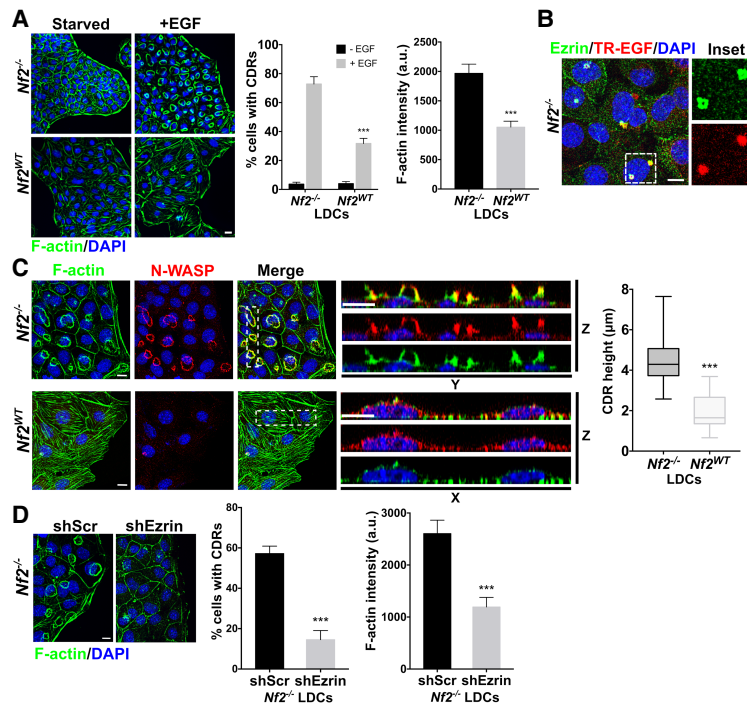 A
Starved
+EGF
Nf2-/-
Nf2WT
F-actin/DAPI
% cells with CDRs
100
80
60
40
20
0
- EGF
+ EGF
***
Nf2-/- Nf2WT
LDCs
F-actin intensity (a.u.)
2500
2000
1500
1000
500
0
***
Nf2-/- Nf2WT
LDCs
B
Ezrin/TR-EGF/DAPI
Inset
Nf2-/-
C
F-actin
N-WASP
Merge
Nf2-/-
Z
Y
Nf2WT
Z
X
CDR height (μm)
8
6
4
2
0
***
Nf2-/- Nf2WT
LDCs
D
shScr
shEzrin
Nf2-/-
F-actin/DAPI
% cells with CDRs
80
60
40
20
0
***
shScr shEzrin
Nf2-/- LDCs
F-actin intensity (a.u.)
3000
2000
1000
0
***
shScr shEzrin
Nf2-/- LDCs